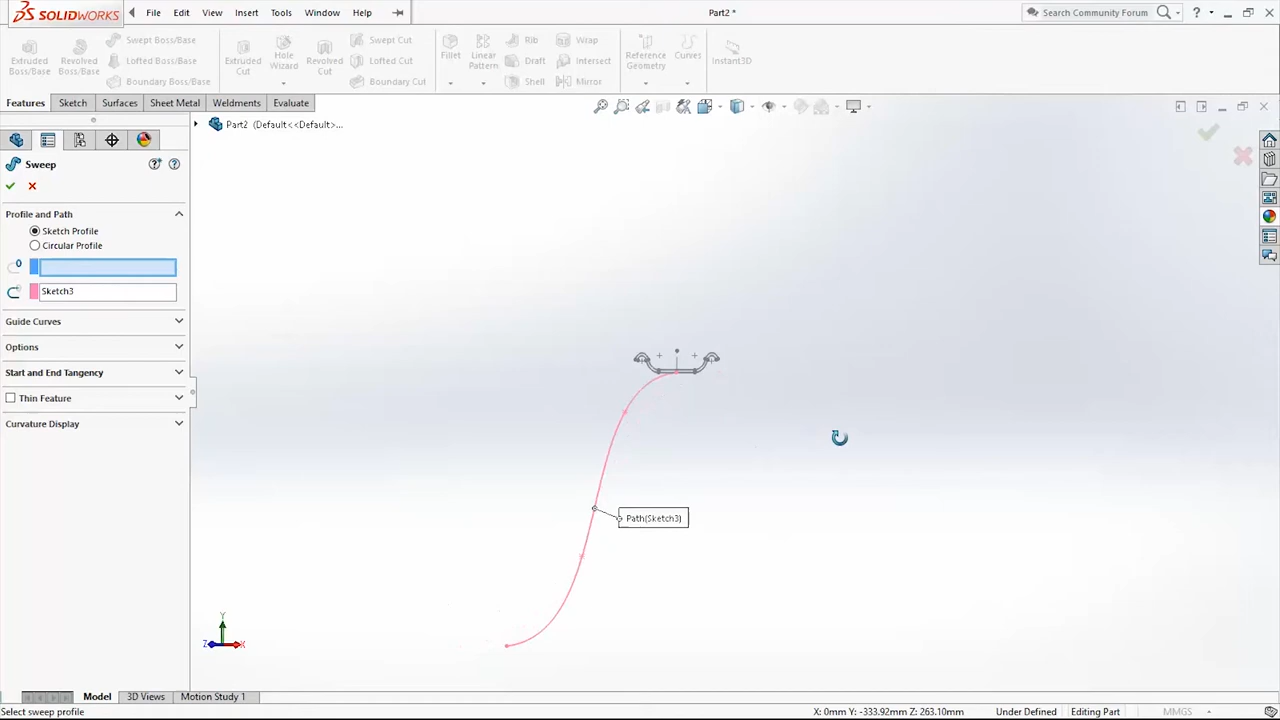 SOLIDWORKS File Edit View Insert Tools Window Help Part2 * Search Community Forum ?
Extruded Boss/Base Revolved Boss/Base Swept Boss/Base Lofted Boss/Base Boundary Boss/Base Extruded Cut Hole Wizard Revolved Cut Swept Cut Lofted Cut Boundary Cut Fillet Linear Pattern Rib Draft Shell Wrap Intersect Mirror Reference Geometry Curves Instant3D
Features Sketch Surfaces Sheet Metal Weldments Evaluate
Part2 (Default<<Default>...
Sweep
Profile and Path
Sketch Profile
Circular Profile
Sketch3
Guide Curves
Options
Start and End Tangency
Thin Feature
Curvature Display
Path(Sketch3)
Y
Z X
Model 3D Views Motion Study 1
Select sweep profile X: 0mm Y: -333.92mm Z: 263.10mm Under Defined Editing Part MMGS